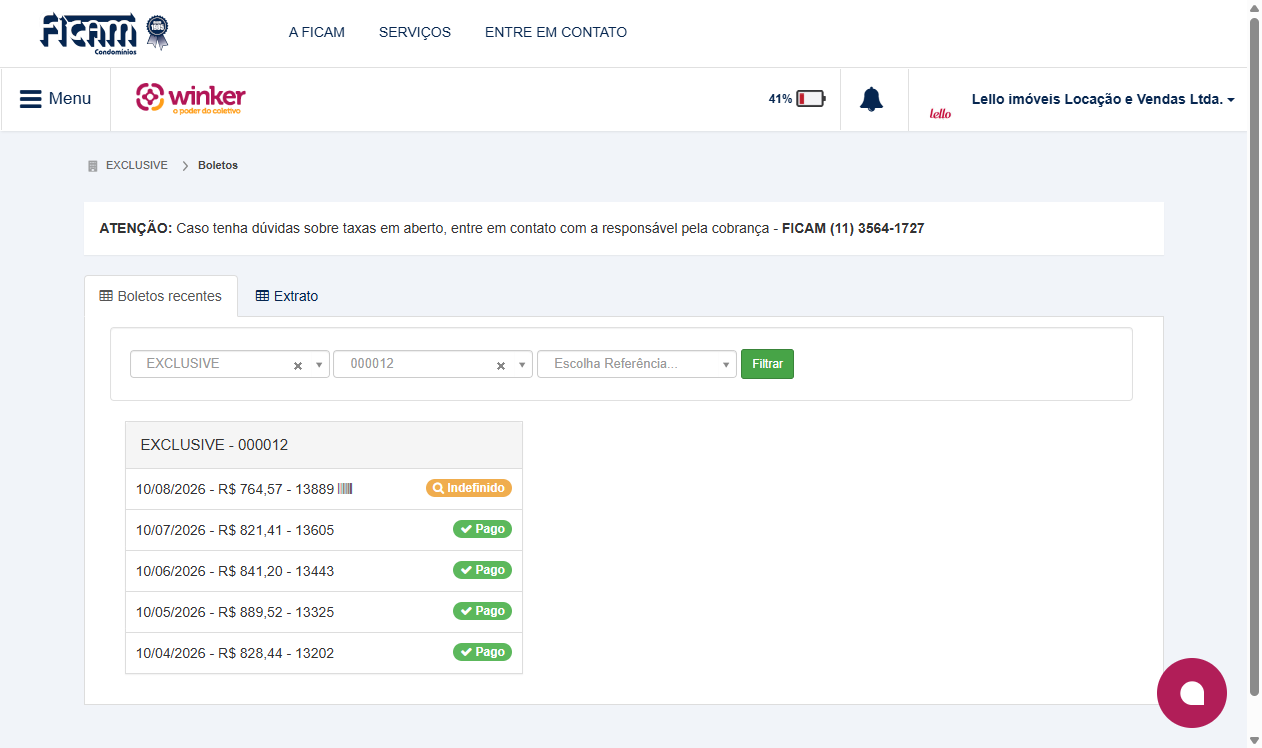 FICAM
Condomínios
DESDE 1985
A FICAM
SERVIÇOS
ENTRE EM CONTATO
Menu
winker
o poder do coletivo
41%
lello
Lello imóveis Locação e Vendas Ltda.
EXCLUSIVE
Boletos
ATENÇÃO: Caso tenha dúvidas sobre taxas em aberto, entre em contato com a responsável pela cobrança - FICAM (11) 3564-1727
Boletos recentes
Extrato
EXCLUSIVE
000012
Escolha Referência...
Filtrar
EXCLUSIVE - 000012
10/08/2026 - R$ 764,57 - 13889 Indefinido
10/07/2026 - R$ 821,41 - 13605 Pago
10/06/2026 - R$ 841,20 - 13443 Pago
10/05/2026 - R$ 889,52 - 13325 Pago
10/04/2026 - R$ 828,44 - 13202 Pago